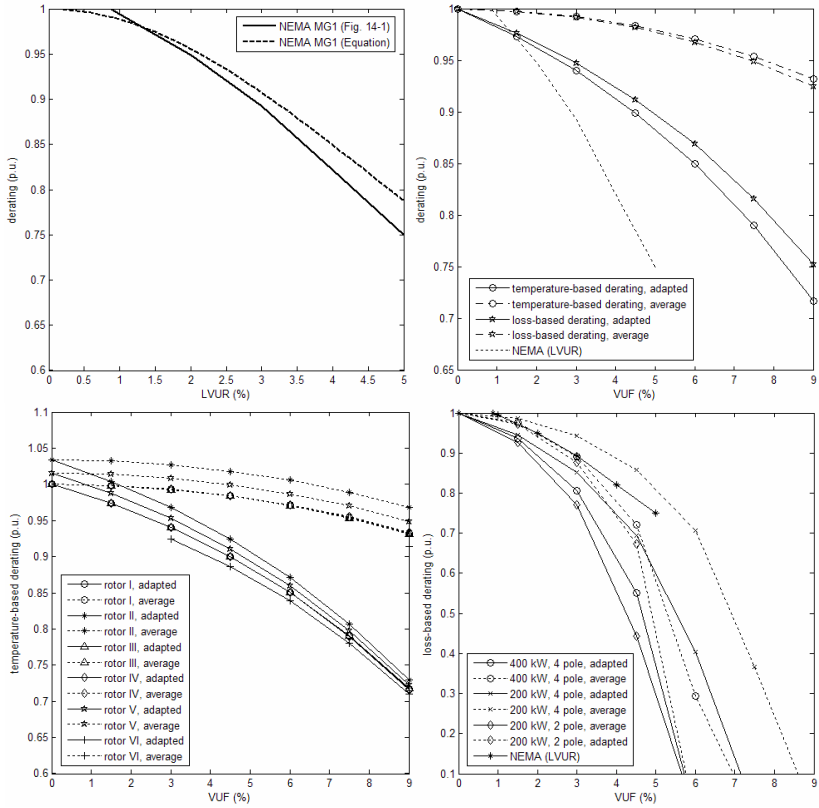 1
0.95
0.9
0.85
0.8
0.75
0.7
0.65
0.6
derating (p.u.)
0 0.5 1 1.5 2 2.5 3 3.5 4 4.5 5
LVUR (%)
NEMA MG1 (Fig. 14-1)
NEMA MG1 (Equation)
1
0.95
0.9
0.85
0.8
0.75
0.7
0.65
derating (p.u.)
0 1 2 3 4 5 6 7 8 9
VUF (%)
temperature-based derating, adapted
temperature-based derating, average
loss-based derating, adapted
loss-based derating, average
NEMA (LVUR)
1.1
1.05
1
0.95
0.9
0.85
0.8
0.75
0.7
0.65
0.6
temperature-based derating (p.u.)
0 1 2 3 4 5 6 7 8 9
VUF (%)
rotor I, adapted
rotor I, average
rotor II, adapted
rotor II, average
rotor III, adapted
rotor III, average
rotor IV, adapted
rotor IV, average
rotor V, adapted
rotor V, average
rotor VI, adapted
rotor VI, average
1
0.9
0.8
0.7
0.6
0.5
0.4
0.3
0.2
0.1
loss-based derating (p.u.)
0 1 2 3 4 5 6 7 8 9
VUF (%)
400 kW, 4 pole, adapted
400 kW, 4 pole, average
200 kW, 4 pole, adapted
200 kW, 4 pole, average
200 kW, 2 pole, average
200 kW, 2 pole, adapted
NEMA (LVUR)